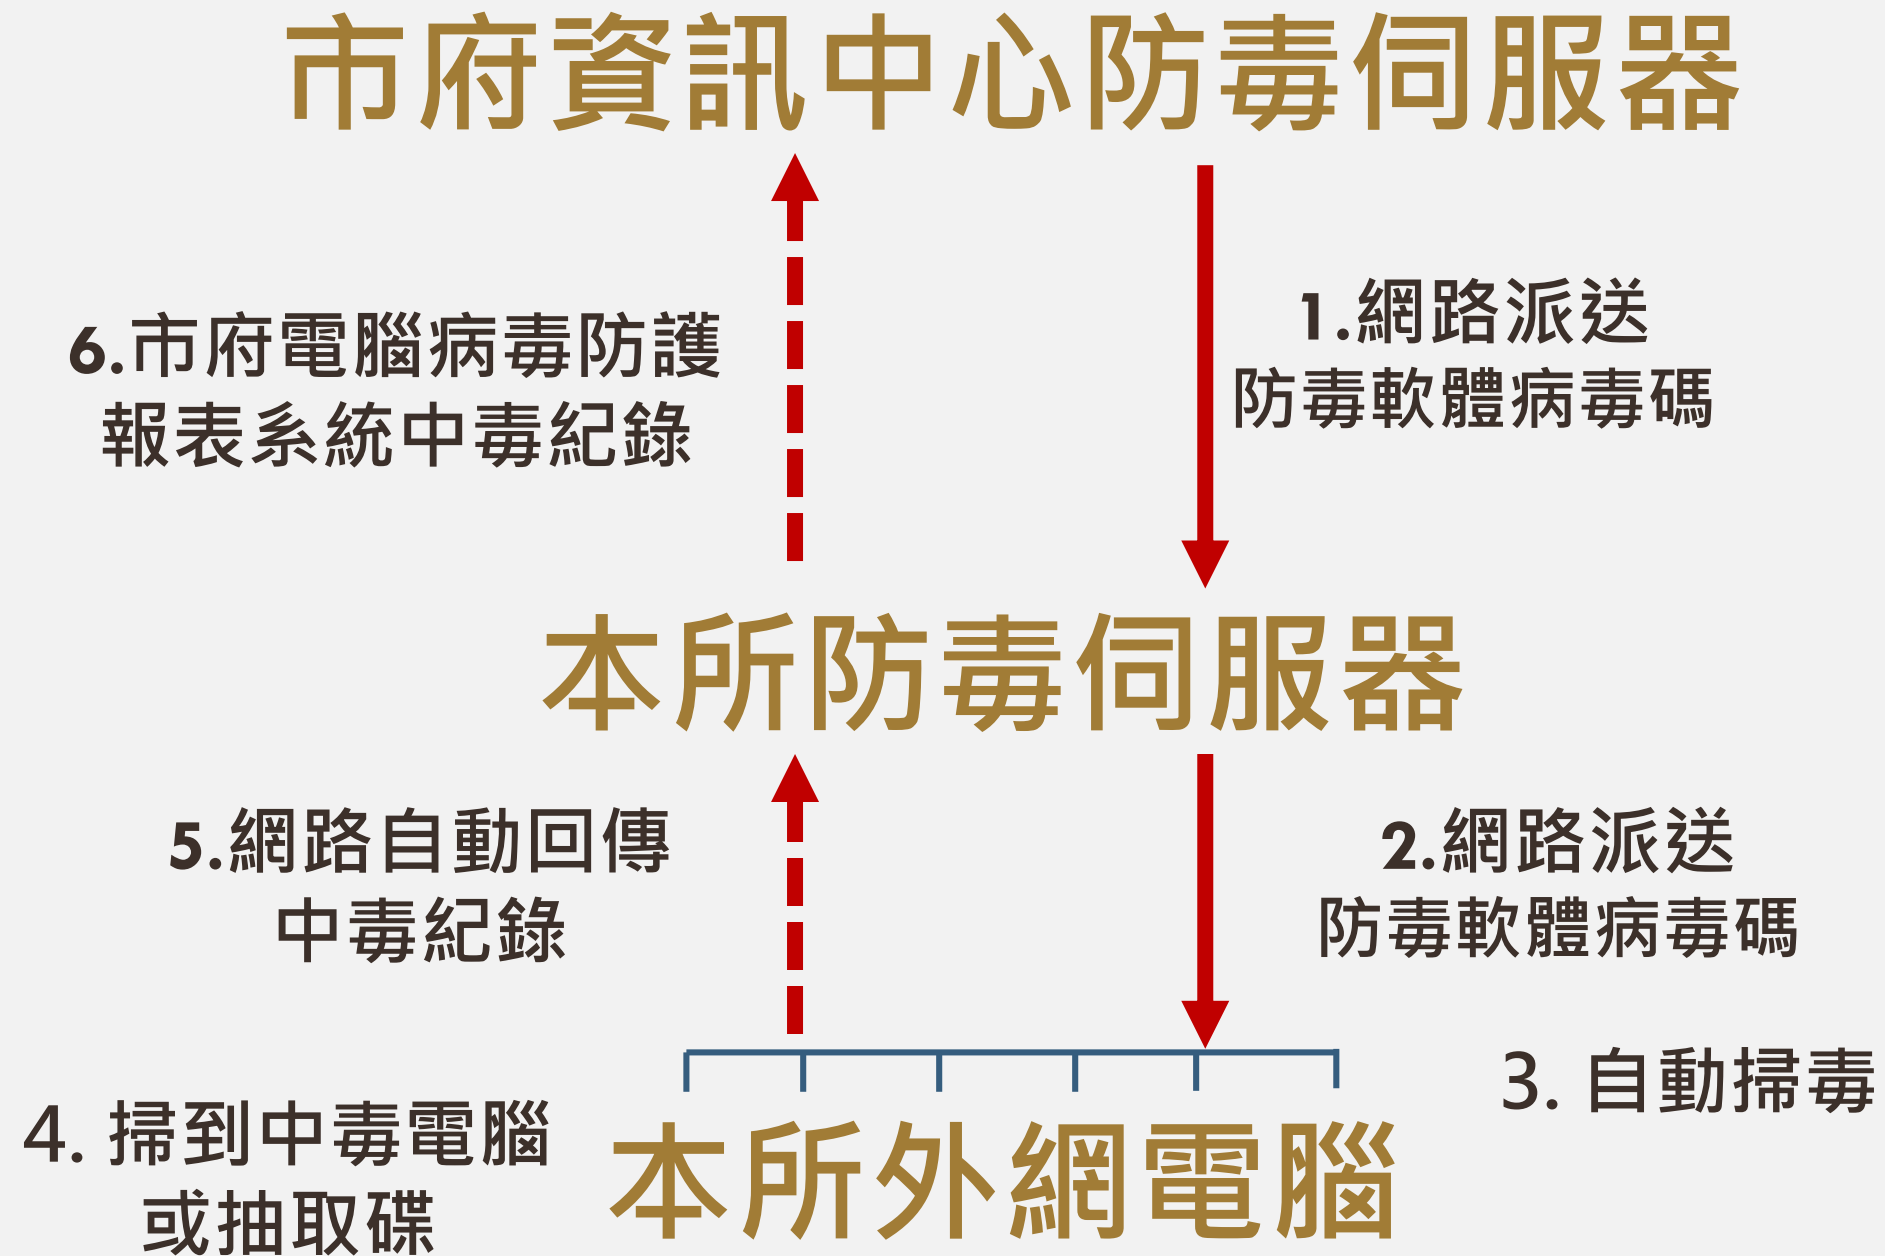 市府資訊中心防毒伺服器
6.市府電腦病毒防護
報表系統中毒紀錄
1.網路派送
防毒軟體病毒碼
本所防毒伺服器
5.網路自動回傳
中毒紀錄
2.網路派送
防毒軟體病毒碼
3. 自動掃毒
4. 掃到中毒電腦
或抽取碟
本所外網電腦